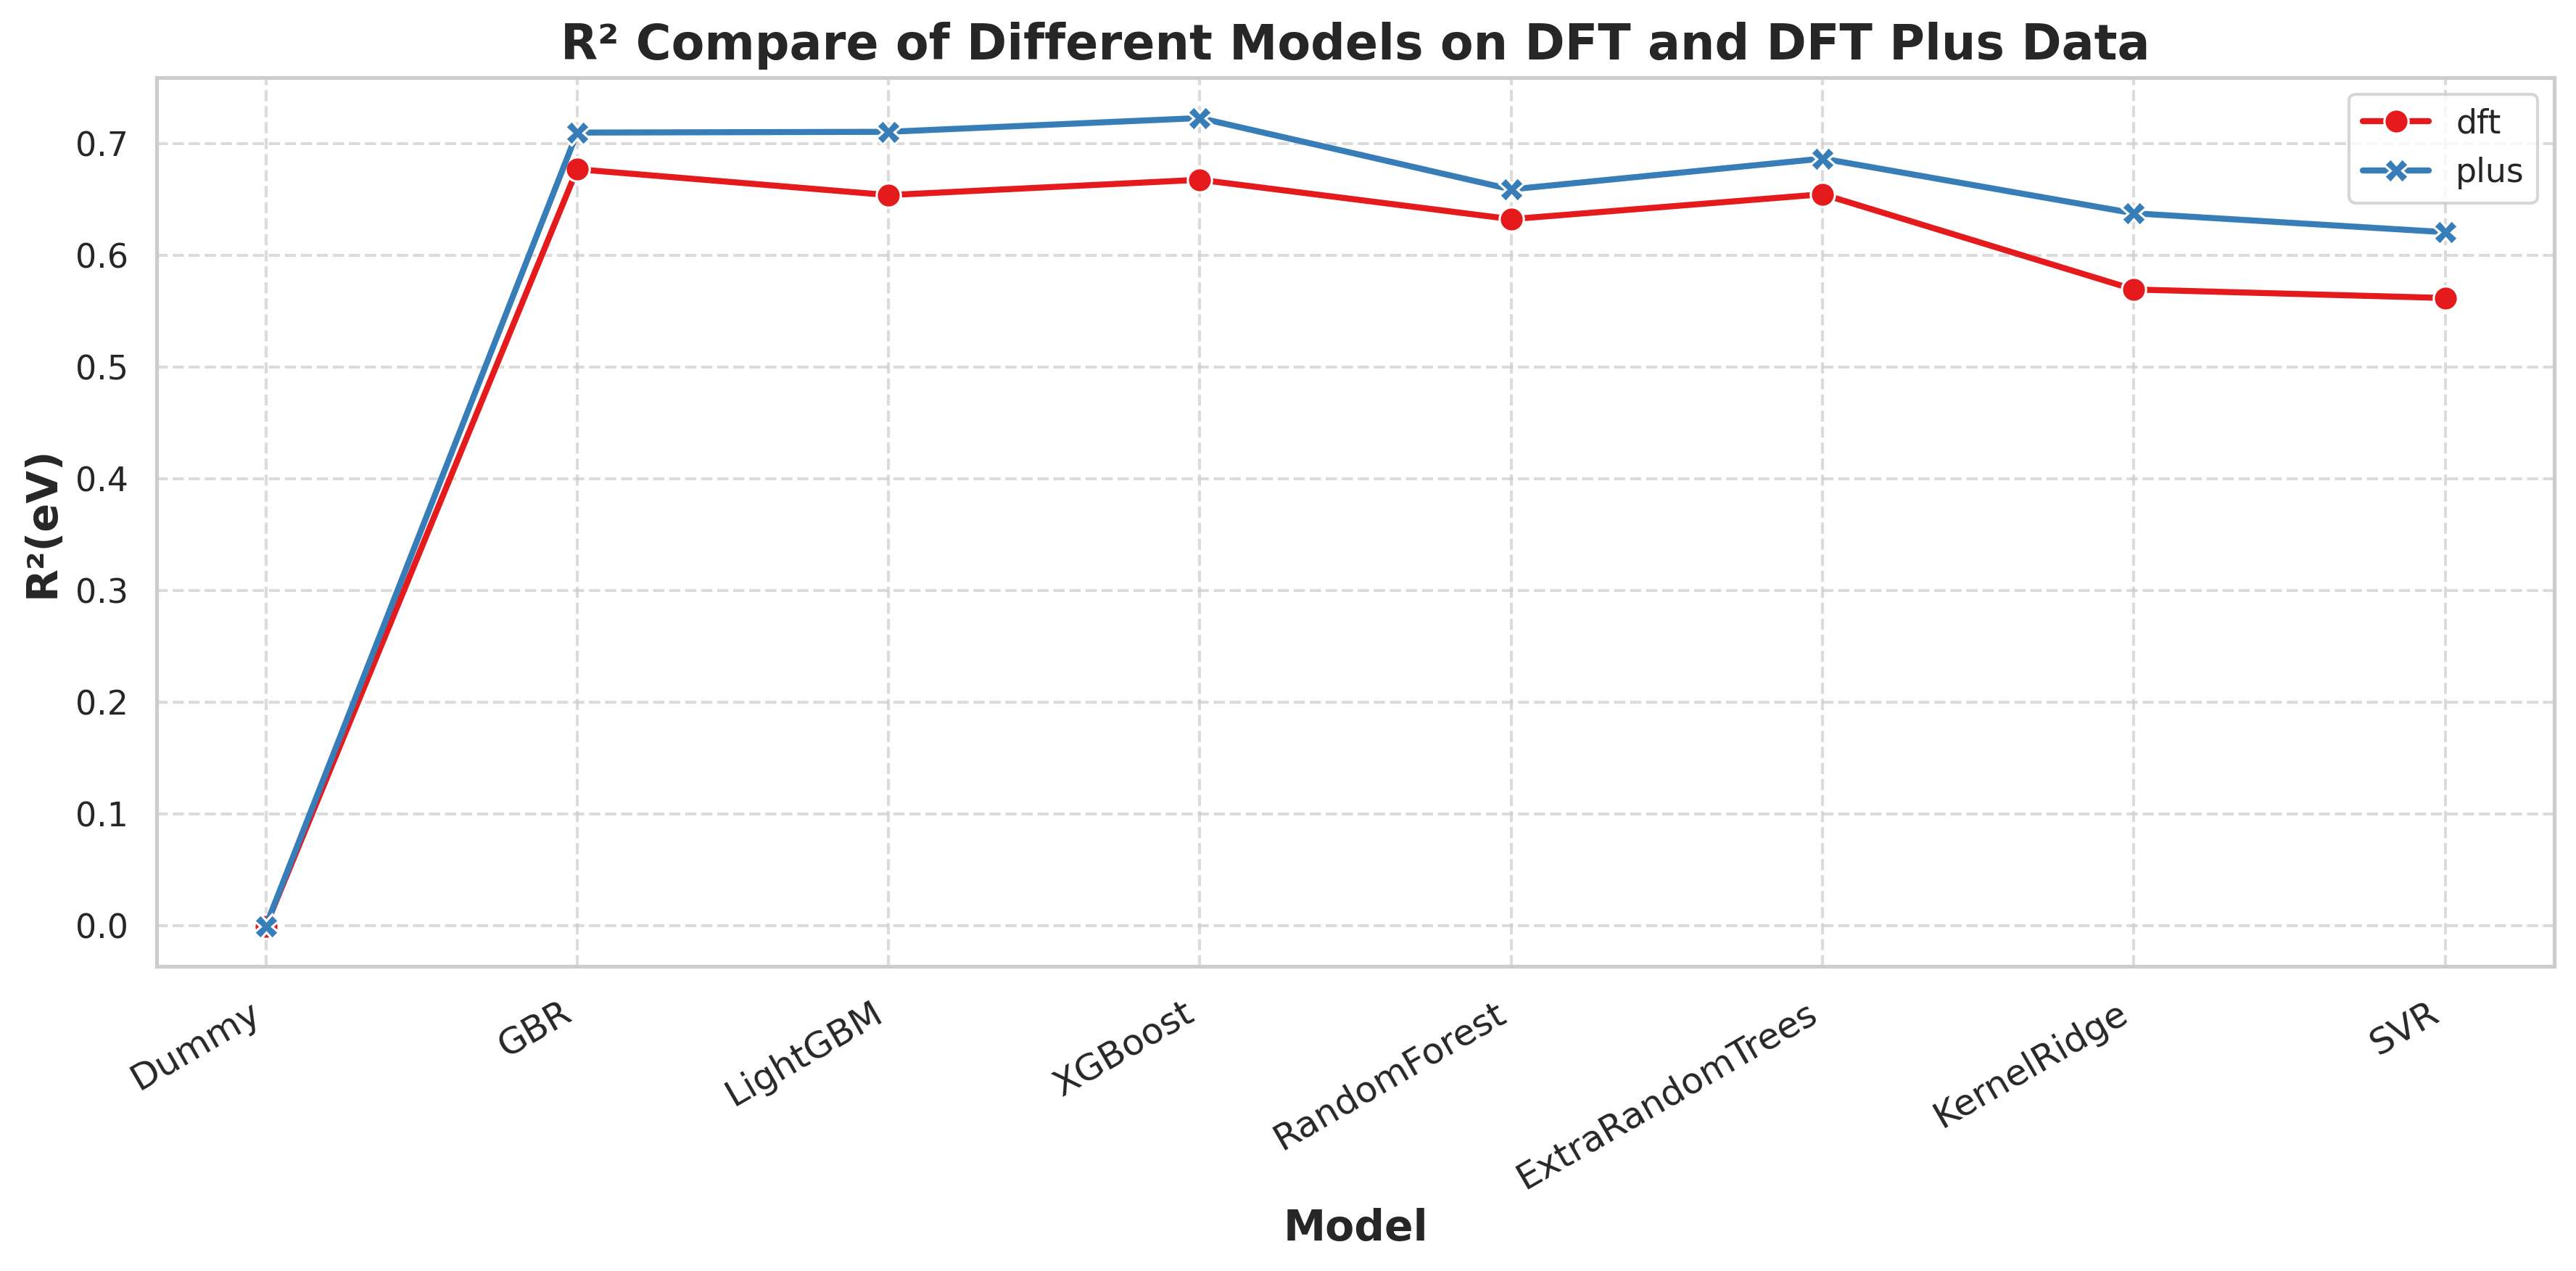 R² Compare of Different Models on DFT and DFT Plus Data
dft
plus
R²(eV)
0.7
0.6
0.5
0.4
0.3
0.2
0.1
0.0
Dummy
GBR
LightGBM
XGBoost
RandomForest
ExtraRandomTrees
KernelRidge
SVR
Model